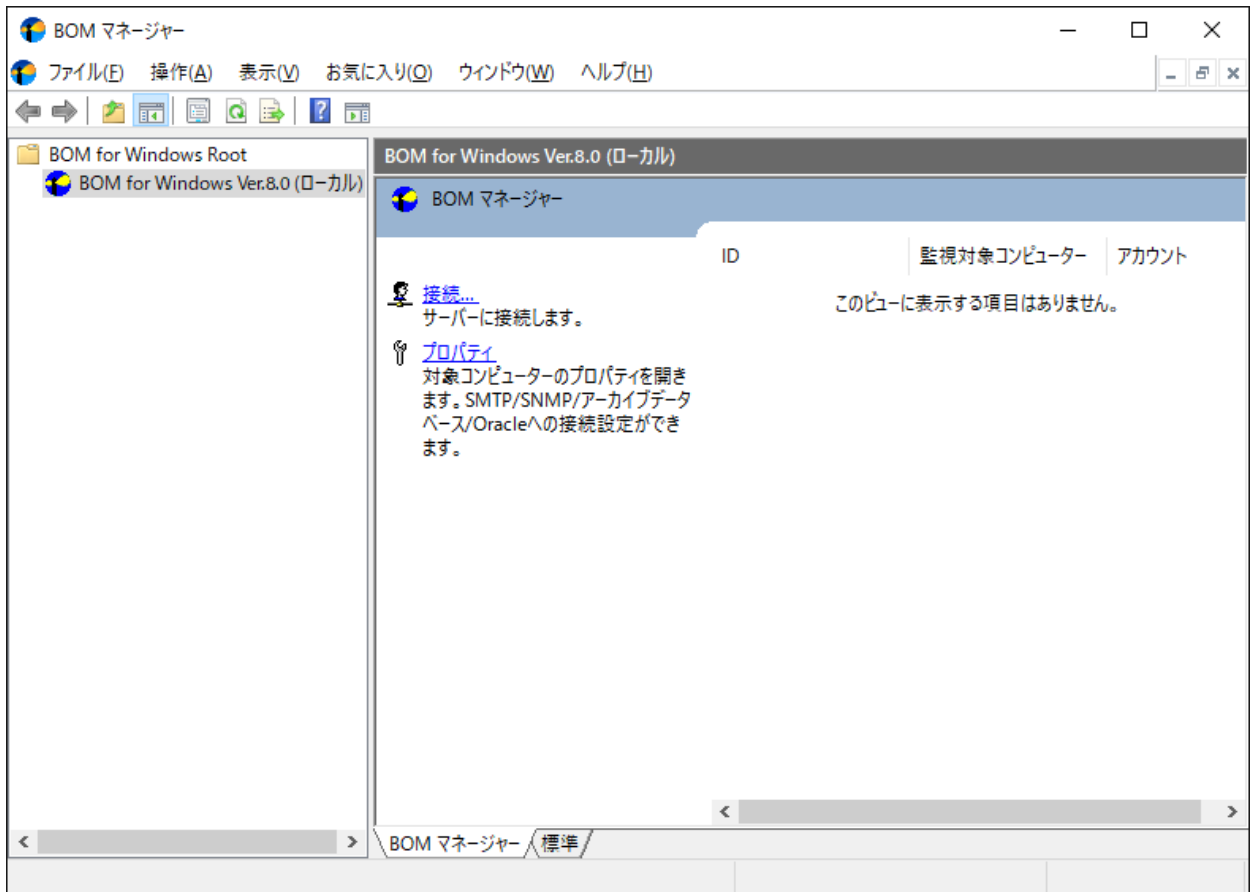 BOM マネージャー
ファイル(F) 操作(A) 表示(V) お気に入り(O) ウィンドウ(W) ヘルプ(H)
BOM for Windows Root
BOM for Windows Ver.8.0 (ローカル)
BOM for Windows Ver.8.0 (ローカル)
BOM マネージャー
ID 監視対象コンピューター アカウント
このビューに表示する項目はありません。
接続...
サーバーに接続します。
プロパティ
対象コンピューターのプロパティを開き
ます。SMTP/SNMP/アーカイブデータ
ベース/Oracleへの接続設定ができ
ます。
BOM マネージャー 標準